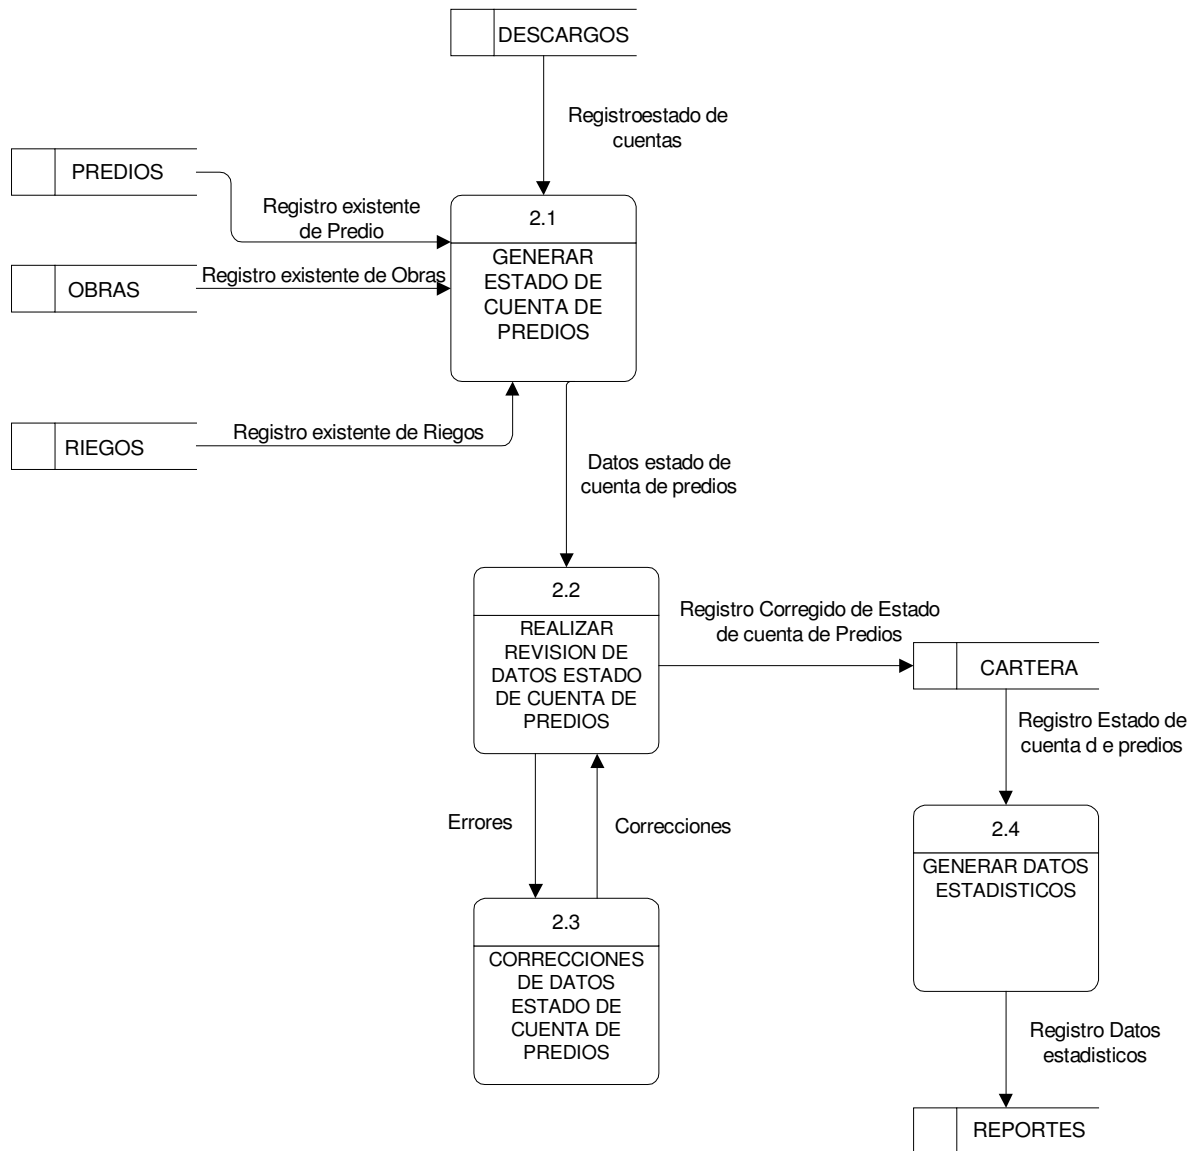 DESCARGOS
Registroestado de
cuentas
PREDIOS
Registro existente
de Predio
2.1
GENERAR
ESTADO DE
CUENTA DE
PREDIOS
OBRAS
Registro existente de Obras
RIEGOS
Registro existente de Riegos
Datos estado de
cuenta de predios
2.2
REALIZAR
REVISION DE
DATOS ESTADO
DE CUENTA DE
PREDIOS
Registro Corregido de Estado
de cuenta de Predios
CARTERA
Registro Estado de
cuenta d e predios
Errores
Correcciones
2.4
GENERAR DATOS
ESTADISTICOS
2.3
CORRECCIONES
DE DATOS
ESTADO DE
CUENTA DE
PREDIOS
Registro Datos
estadisticos
REPORTES